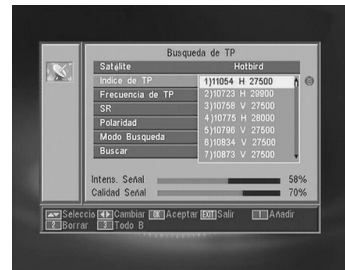 Busqueda de TP
Satélite Hotbird
Indice de TP 1)11054 H 27500
Frecuencia de TP 2)10723 H 29900
SR 3)10758 V 27500
Polaridad 4)10775 H 28000
Modo Busqueda 5)10796 V 27500
Buscar 6)10834 V 27500
7)10873 V 27500
Intens. Señal 58%
Calidad Señal 70%
Seleccio Cambiar OK Aceptar EXIT Salir 1 Añadir
2 Borrar 3 Todo B